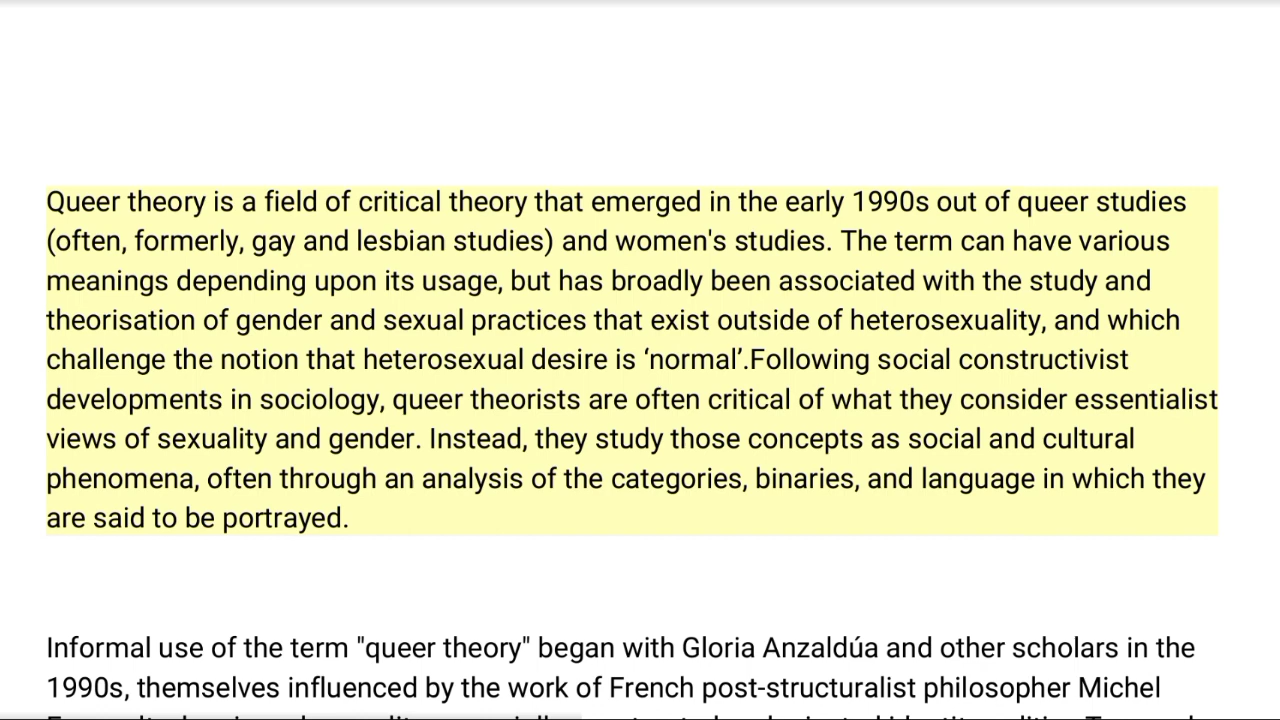 Queer theory is a field of critical theory that emerged in the early 1990s out of queer studies
(often, formerly, gay and lesbian studies) and women's studies. The term can have various
meanings depending upon its usage, but has broadly been associated with the study and
theorisation of gender and sexual practices that exist outside of heterosexuality, and which
challenge the notion that heterosexual desire is ‘normal’.Following social constructivist
developments in sociology, queer theorists are often critical of what they consider essentialist
views of sexuality and gender. Instead, they study those concepts as social and cultural
phenomena, often through an analysis of the categories, binaries, and language in which they
are said to be portrayed.
Informal use of the term "queer theory" began with Gloria Anzaldúa and other scholars in the
1990s, themselves influenced by the work of French post-structuralist philosopher Michel